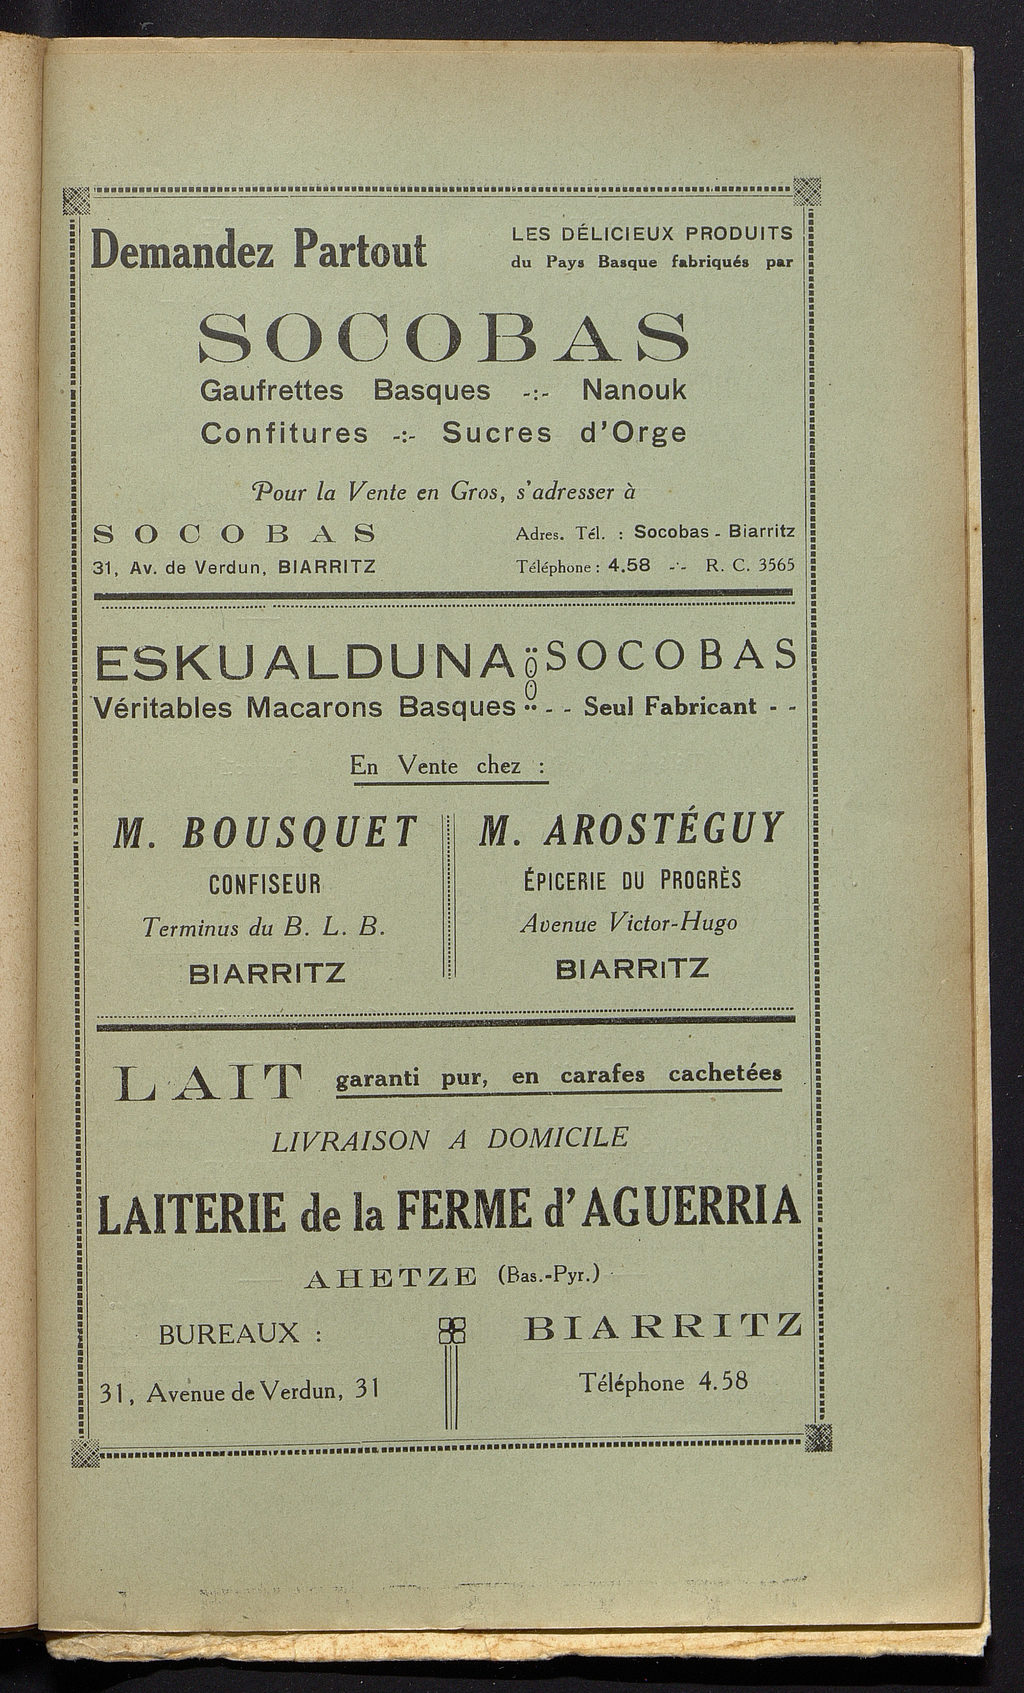 Demandez Partout
LES DÉLICIEUX PRODUITS
du Pays Basque fabriqués par
SOCOBAS
Gaufrettes Basques -:- Nanouk
Confitures -:- Sucres d'Orge
Pour la Vente en Gros, s'adresser à
SOCOBAS
31, Av. de Verdun, BIARRITZ
Adres. Tél. : Socobas - Biarritz
Téléphone : 4.58 -:- R. C. 3565
ESKUALDUNA
Véritables Macarons Basques
SOCOBAS
- - Seul Fabricant - -
En Vente chez :
M. BOUSQUET
CONFISEUR
Terminus du B. L. B.
BIARRITZ
M. AROSTÉGUY
ÉPICERIE DU PROGRÈS
Avenue Victor-Hugo
BIARRITZ
LAIT garanti pur, en carafes cachetées
LIVRAISON A DOMICILE
LAITERIE de la FERME d'AGUERRIA
AHETZE (Bas.-Pyr.)
BUREAUX :
31, Avenue de Verdun, 31
BIARRITZ
Téléphone 4.58